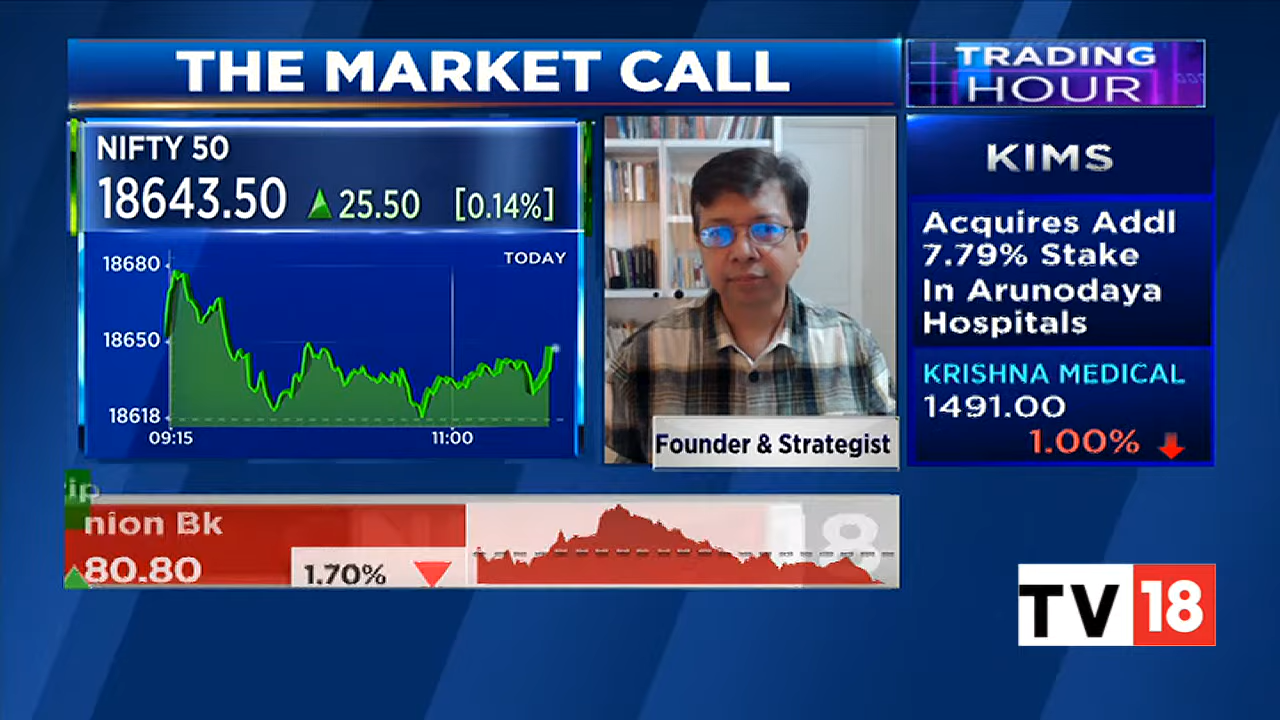 THE MARKET CALL
TRADING
HOUR
NIFTY 50
18643.50 25.50 [0.14%]
TODAY
18680
18650
18618
09:15 11:00
Founder & Strategist
KIMS
Acquires Addl
7.79% Stake
In Arunodaya
Hospitals
KRISHNA MEDICAL
1491.00
1.00%
ip
nion Bk
80.80
1.70%
18
TV18